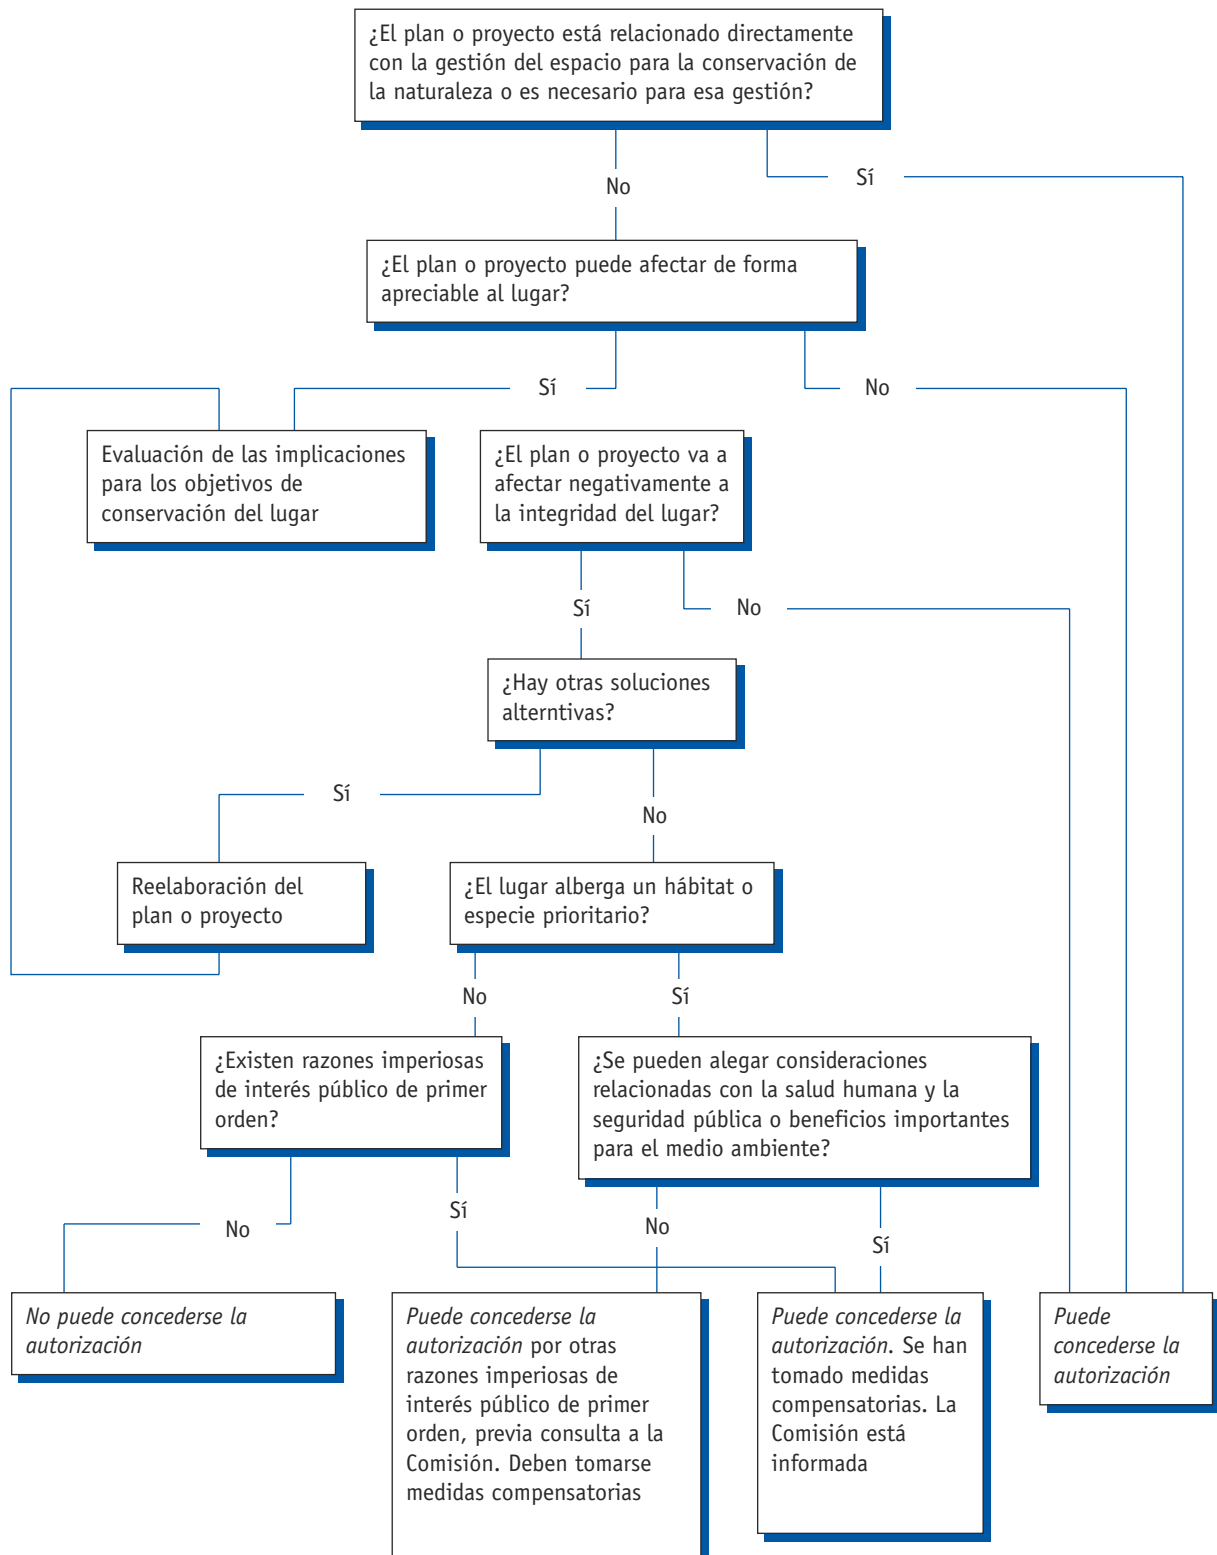 ¿El plan o proyecto está relacionado directamente
con la gestión del espacio para la conservación de
la naturaleza o es necesario para esa gestión?
Sí
No
¿El plan o proyecto puede afectar de forma
apreciable al lugar?
Sí
No
Evaluación de las implicaciones
para los objetivos de
conservación del lugar
¿El plan o proyecto va a
afectar negativamente a
la integridad del lugar?
Sí
No
¿Hay otras soluciones
alterntivas?
Sí
No
Reelaboración del
plan o proyecto
¿El lugar alberga un hábitat o
especie prioritario?
No
Sí
¿Existen razones imperiosas
de interés público de primer
orden?
¿Se pueden alegar consideraciones
relacionadas con la salud humana y la
seguridad pública o beneficios importantes
para el medio ambiente?
No
Sí
No
Sí
No puede concederse la
autorización
Puede concederse la
autorización por otras
razones imperiosas de
interés público de primer
orden, previa consulta a la
Comisión. Deben tomarse
medidas compensatorias
Puede concederse la
autorización. Se han
tomado medidas
compensatorias. La
Comisión está
informada
Puede
concederse la
autorización